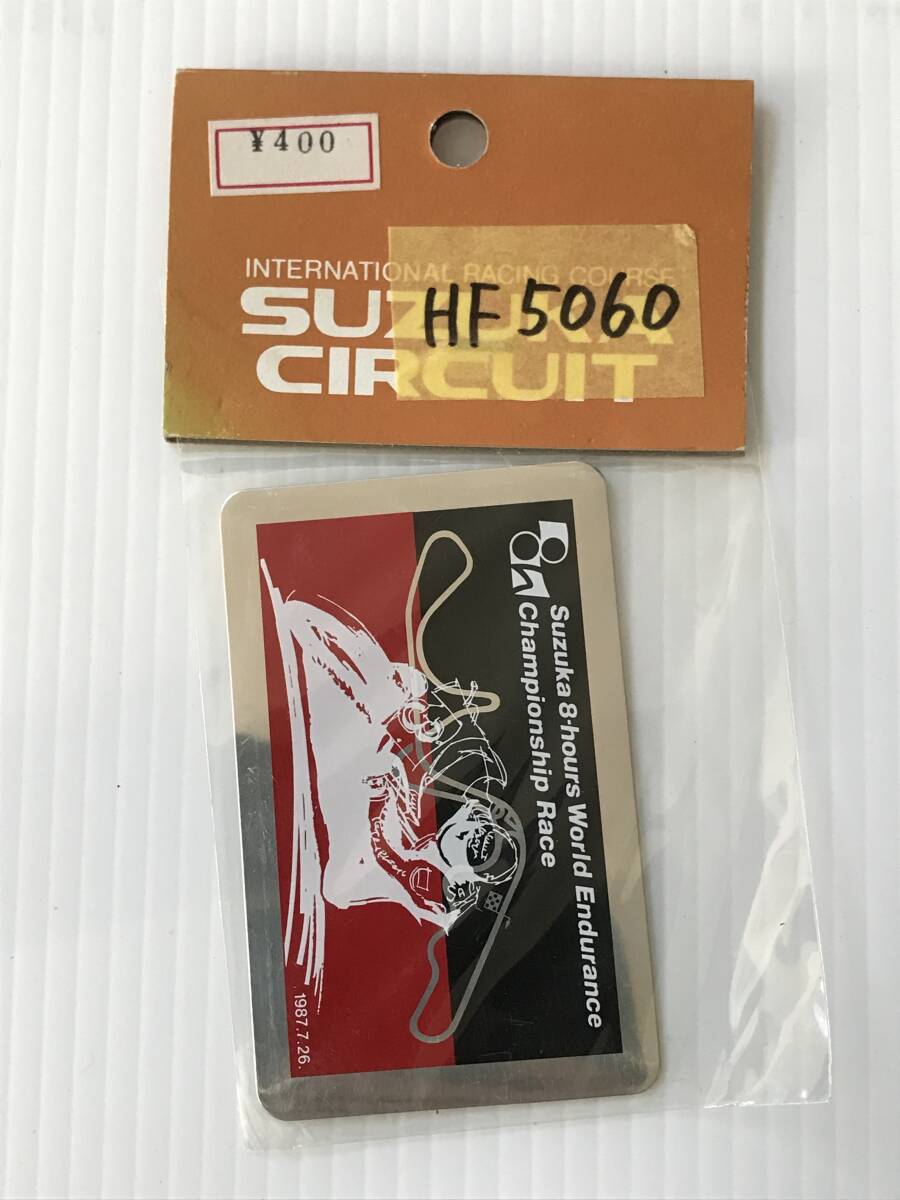 ¥400
INTERNATIONAL RACING COURSE
SUZUKA
CIRCUIT
HF5060
Suzuka 8-hours World Endurance
Championship Race
1987.7.26.